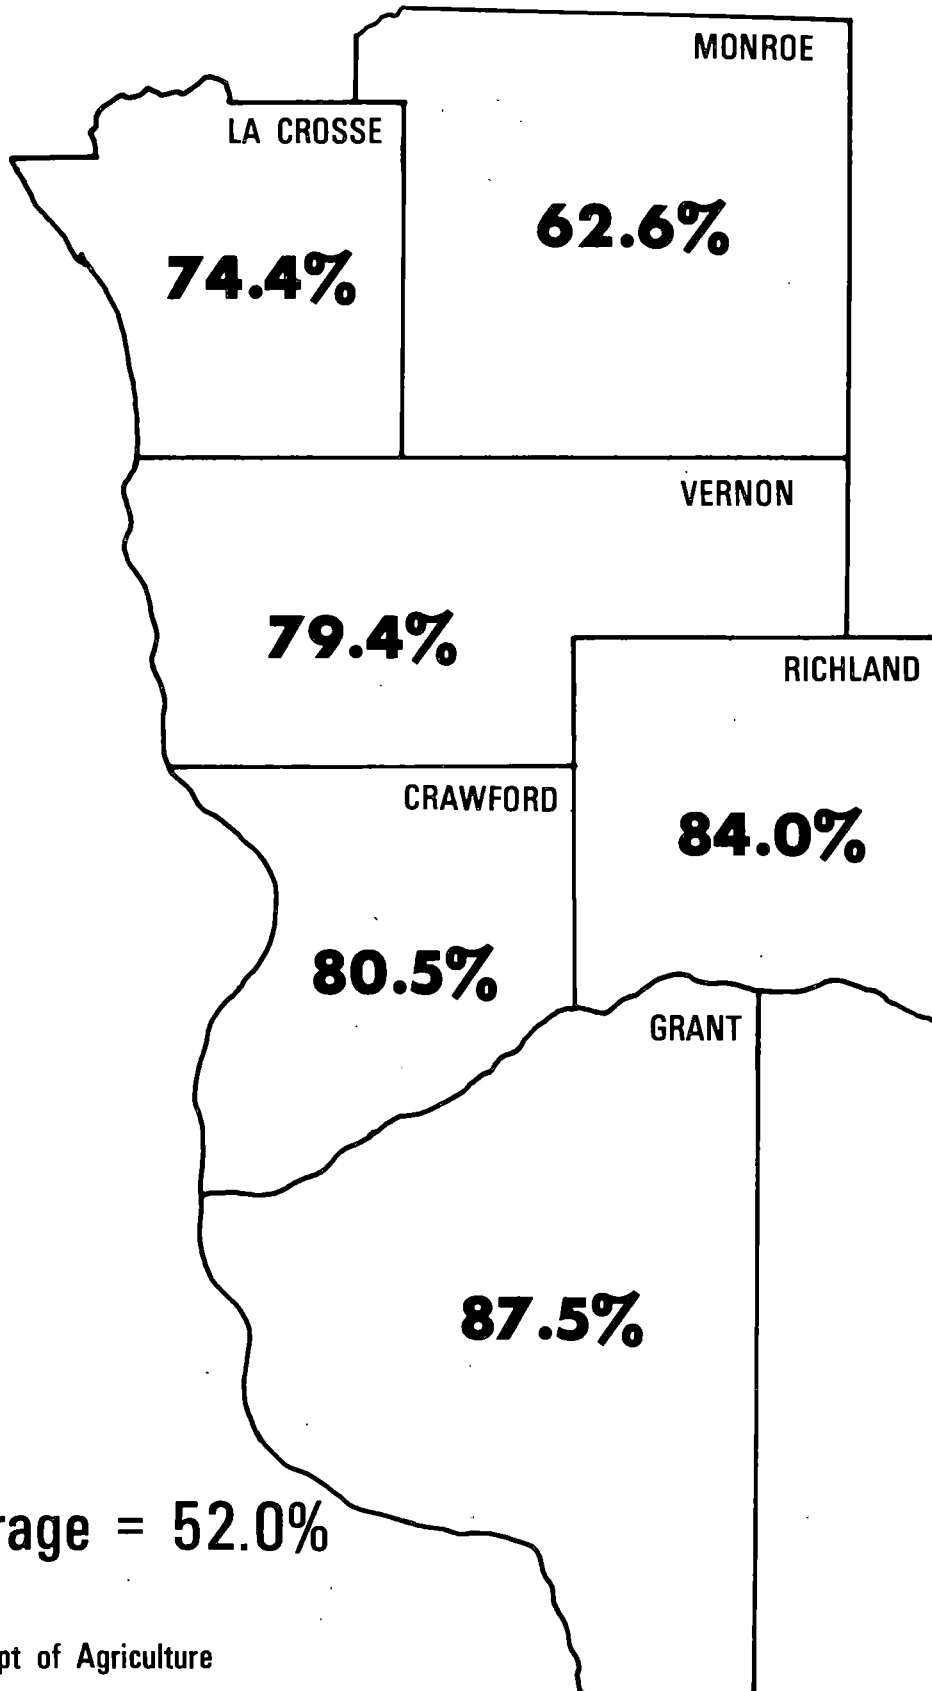 MONROE
LA CROSSE
62.6%
74.4%
VERNON
79.4%
RICHLAND
CRAWFORD
84.0%
80.5%
GRANT
87.5%
rage = 52.0%
pt of Agriculture